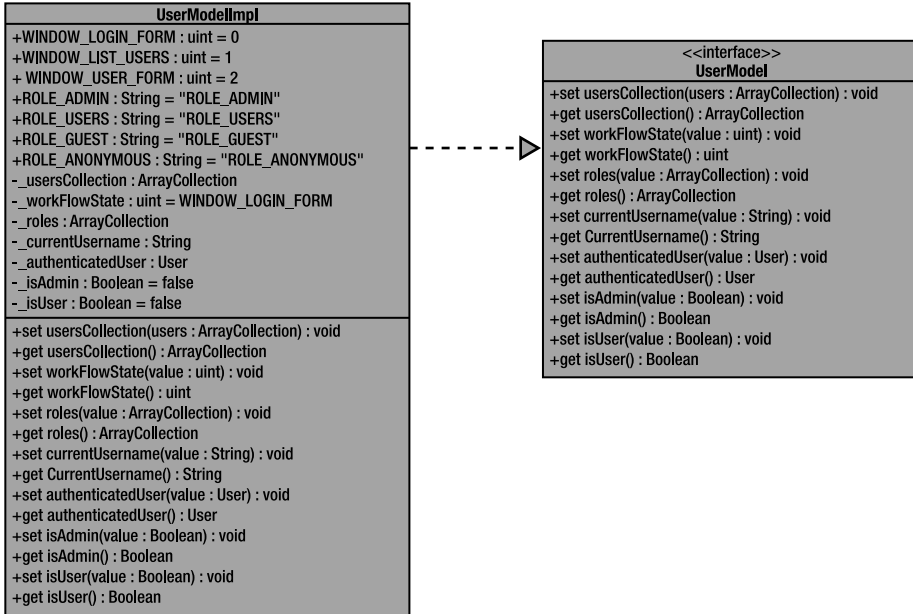 UserModelImpl
+WINDOW_LOGIN_FORM : uint = 0
+WINDOW_LIST_USERS : uint = 1
+ WINDOW_USER_FORM : uint = 2
+ROLE_ADMIN : String = "ROLE_ADMIN"
+ROLE_USERS : String = "ROLE_USERS"
+ROLE_GUEST : String = "ROLE_GUEST"
+ROLE_ANONYMOUS : String = "ROLE_ANONYMOUS"
-_usersCollection : ArrayCollection
-_workFlowState : uint = WINDOW_LOGIN_FORM
-_roles : ArrayCollection
-_currentUsername : String
-_authenticatedUser : User
-_isAdmin : Boolean = false
-_isUser : Boolean = false
+set usersCollection(users : ArrayCollection) : void
+get usersCollection() : ArrayCollection
+set workFlowState(value : uint) : void
+get workFlowState() : uint
+set roles(value : ArrayCollection) : void
+get roles() : ArrayCollection
+set currentUsername(value : String) : void
+get CurrentUsername() : String
+set authenticatedUser(value : User) : void
+get authenticatedUser() : User
+set isAdmin(value : Boolean) : void
+get isAdmin() : Boolean
+set isUser(value : Boolean) : void
+get isUser() : Boolean
<<interface>>
UserModel
+set usersCollection(users : ArrayCollection) : void
+get usersCollection() : ArrayCollection
+set workFlowState(value : uint) : void
+get workFlowState() : uint
+set roles(value : ArrayCollection) : void
+get roles() : ArrayCollection
+set currentUsername(value : String) : void
+get CurrentUsername() : String
+set authenticatedUser(value : User) : void
+get authenticatedUser() : User
+set isAdmin(value : Boolean) : void
+get isAdmin() : Boolean
+set isUser(value : Boolean) : void
+get isUser() : Boolean